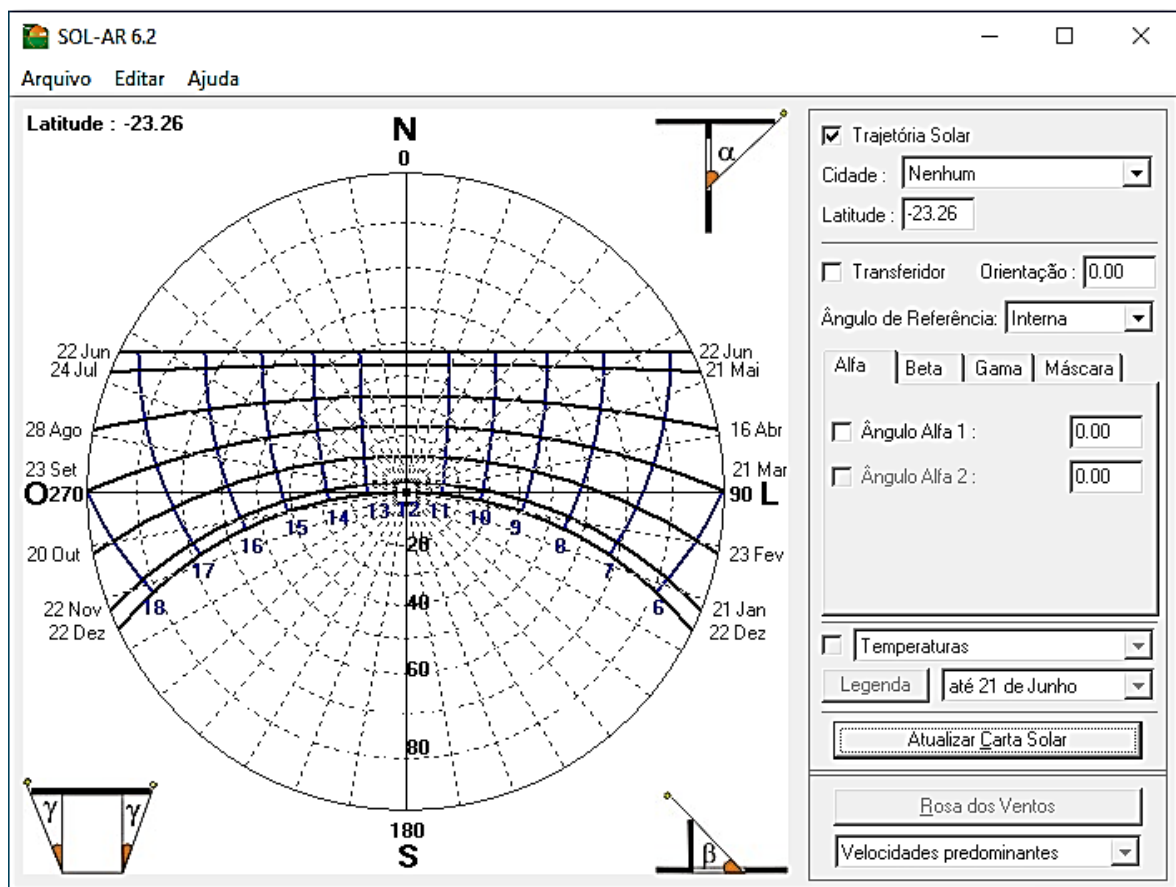 SOL-AR 6.2
Arquivo Editar Ajuda
Latitude : -23.26
N
0
α
22 Jun
24 Jul
28 Ago
23 Set
O 270
20 Out
22 Nov
22 Dez
22 Jun
21 Mai
16 Abr
21 Mar
90 L
23 Fev
21 Jan
22 Dez
18 17 16 15 14 13 12 11 10 9 8 7 6
20
40
60
80
180
S
γ γ
β
Trajetória Solar
Cidade : Nenhum
Latitude : -23.26
Transferidor Orientação : 0.00
Ângulo de Referência: Interna
Alfa Beta Gama Máscara
Ângulo Alfa 1 : 0.00
Ângulo Alfa 2 : 0.00
Temperaturas
Legenda até 21 de Junho
Atualizar Carta Solar
Rosa dos Ventos
Velocidades predominantes